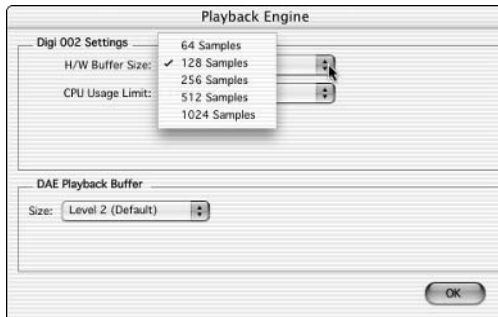 Playback Engine
Digi 002 Settings
64 Samples
H/W Buffer Size: ✓ 128 Samples
256 Samples
CPU Usage Limit:
512 Samples
1024 Samples
DAE Playback Buffer
Size: Level 2 (Default)
OK